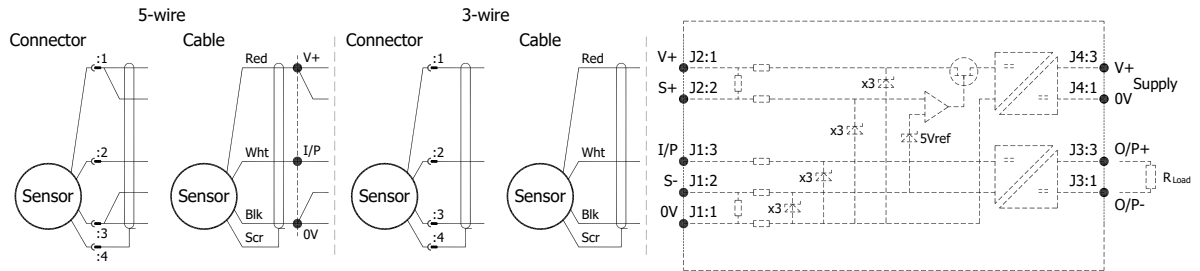 5-wire
Connector
Cable
:1
:2
:3
:4
Sensor
Red
Wht
Blk
Scr
Sensor
V+
I/P
0V
3-wire
Connector
Cable
:1
:2
:3
:4
Sensor
Red
Wht
Blk
Scr
Sensor
V+ J2:1
S+ J2:2
I/P J1:3
S- J1:2
0V J1:1
x3
x3
x3
x3
5Vref
J4:3 V+
Supply
J4:1 0V
J3:3 O/P+
J3:1 O/P-
R Load